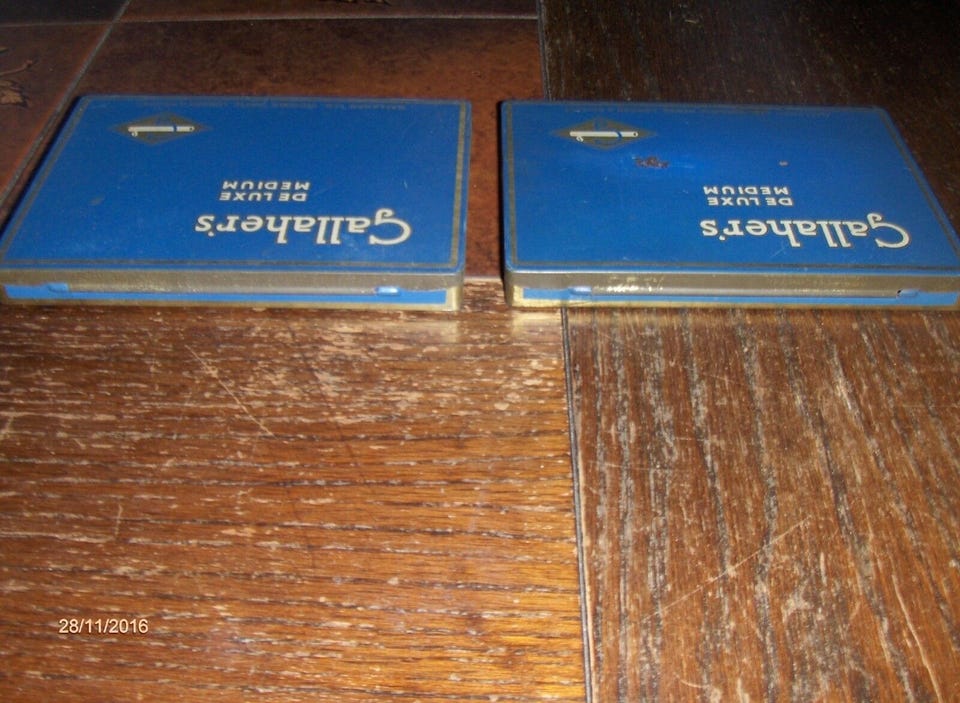 Gallaher's
DE LUXE
MEDIUM
Gallaher's
DE LUXE
MEDIUM
28/11/2016